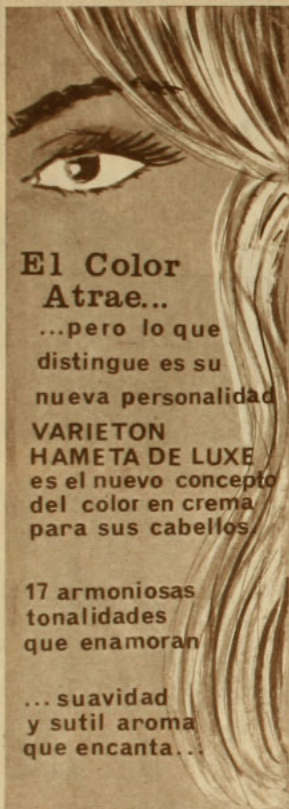 El Color
Atrae...
...pero lo que
distingue es su
nueva personalidad
VARIETON
HAMETA DE LUXE
es el nuevo concepto
del color en crema
para sus cabellos.
17 armoniosas
tonalidades
que enamoran
... suavidad
y sutil aroma
que encanta...